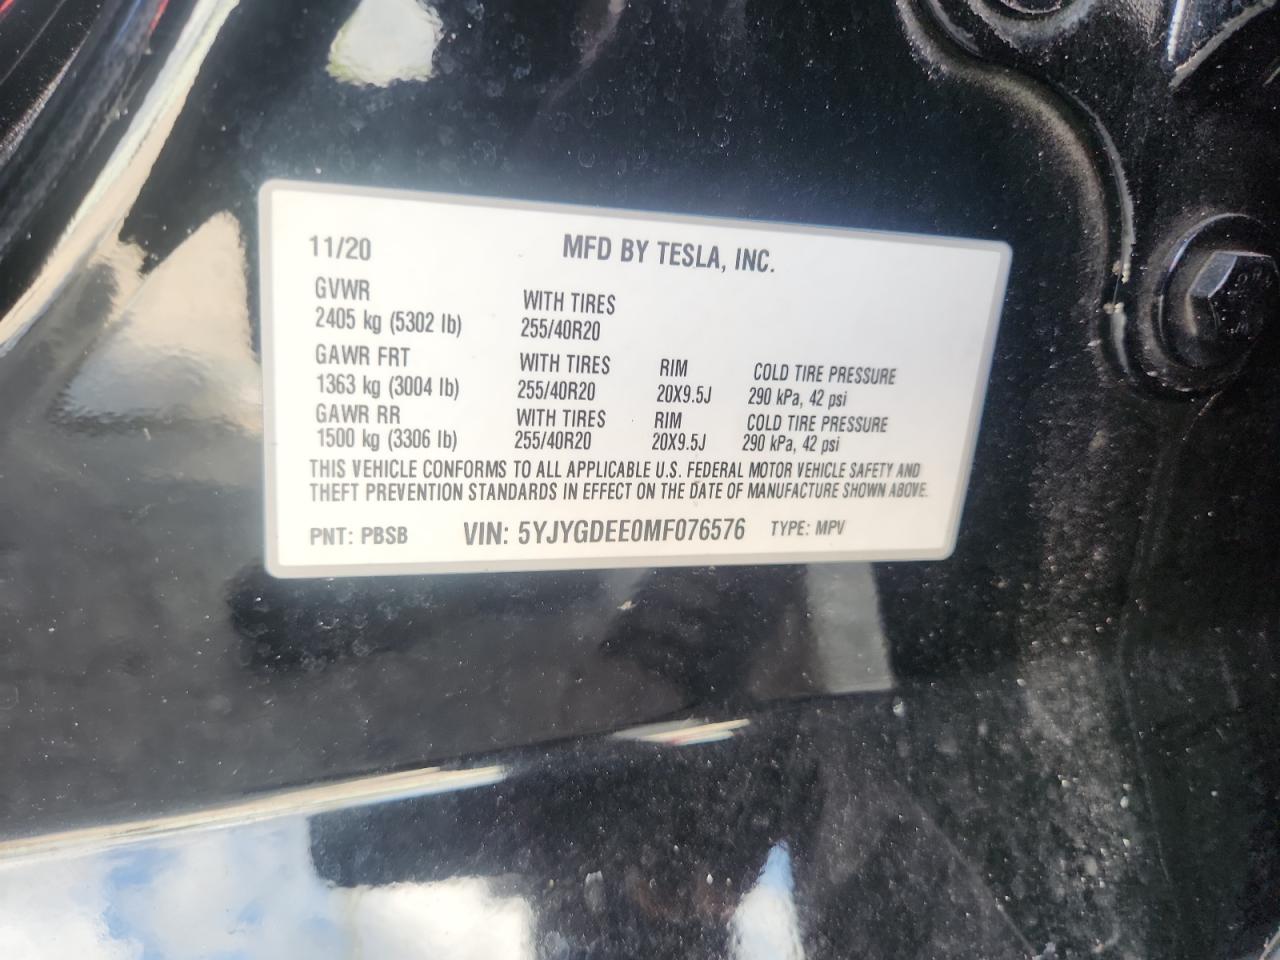 11/20 MFD BY TESLA, INC.
GVWR WITH TIRES
2405 kg (5302 lb) 255/40R20
GAWR FRT WITH TIRES RIM COLD TIRE PRESSURE
1363 kg (3004 lb) 255/40R20 20X9.5J 290 kPa, 42 psi
GAWR RR WITH TIRES RIM COLD TIRE PRESSURE
1500 kg (3306 lb) 255/40R20 20X9.5J 290 kPa, 42 psi
THIS VEHICLE CONFORMS TO ALL APPLICABLE U.S. FEDERAL MOTOR VEHICLE SAFETY AND
THEFT PREVENTION STANDARDS IN EFFECT ON THE DATE OF MANUFACTURE SHOWN ABOVE.
PNT: PBSB VIN: 5YJYGDEE0MF076576 TYPE: MPV